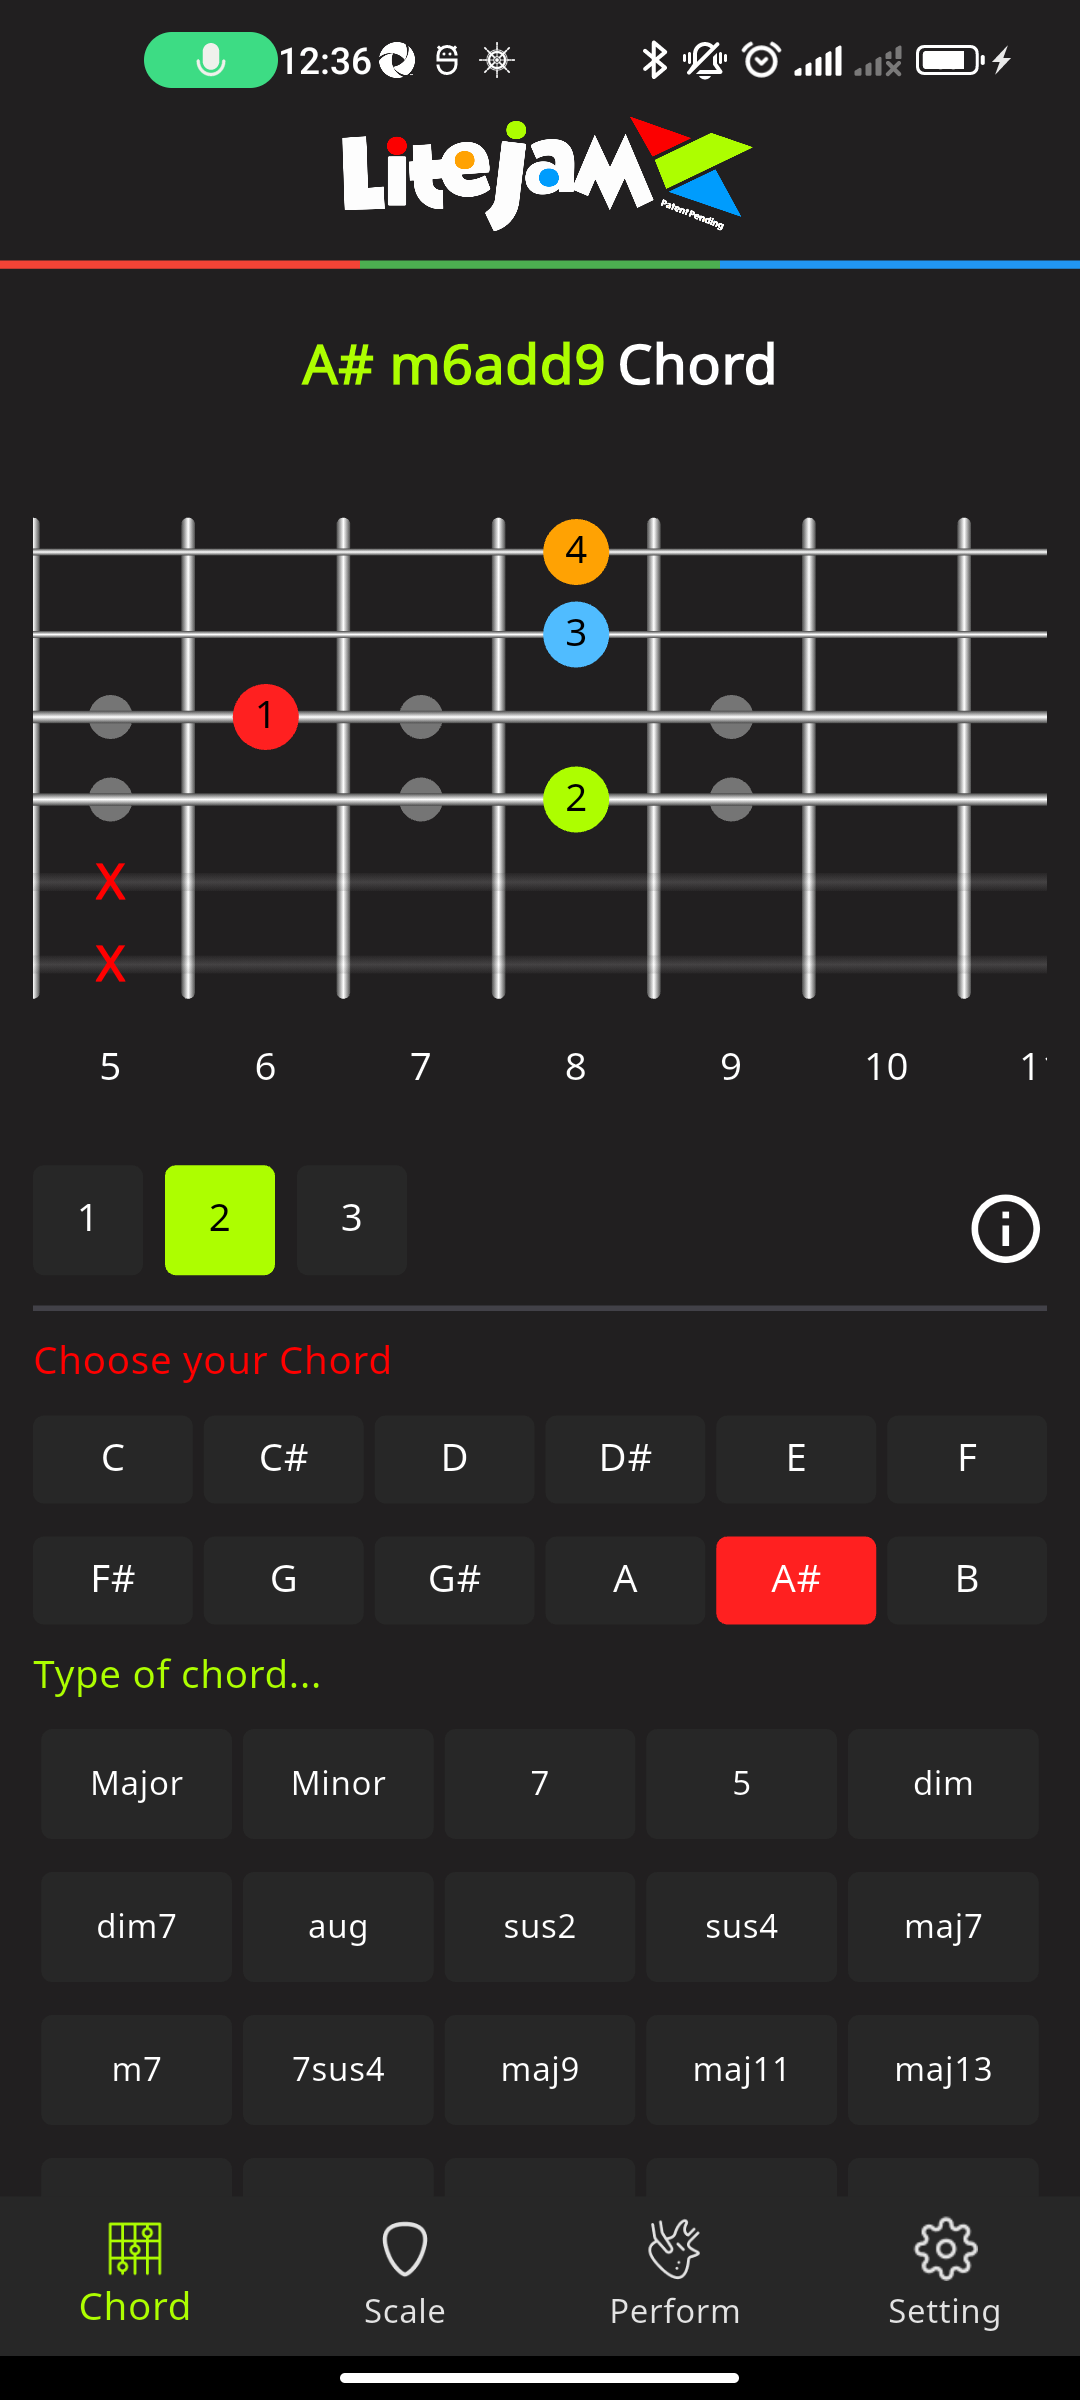 12:36
LiteJam
Patent Pending
A# m6add9 Chord
4
3
1
2
X
X
5 6 7 8 9 10
1 2 3
Choose your Chord
C C# D D# E F
F# G G# A A# B
Type of chord...
Major Minor 7 5 dim
dim7 aug sus2 sus4 maj7
m7 7sus4 maj9 maj11 maj13
Chord Scale Perform Setting